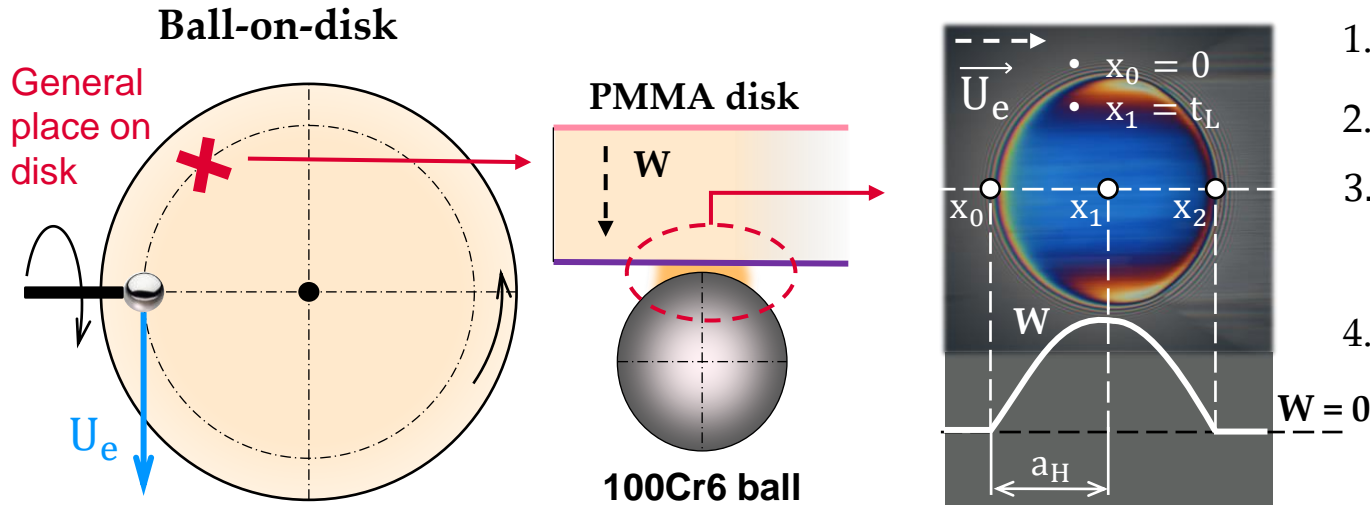 Ball-on-disk
General
place on
disk
U_e
PMMA disk
W
100Cr6 ball
U_e
• x_0 = 0
• x_1 = t_L
x_0
x_1
x_2
W
W = 0
a_H
1.
2.
3.
4.